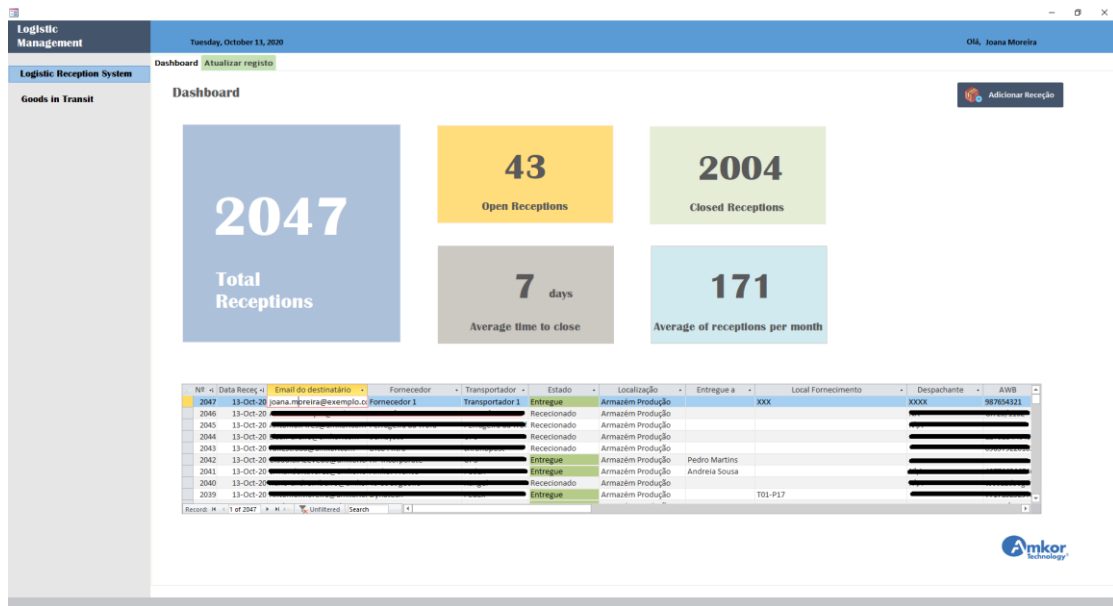 Logistic
Management
Tuesday, October 13, 2020
Olá, Joana Moreira
Dashboard Atualizar registo
Logistic Reception System
Goods in Transit
Dashboard
Adicionar Receção
2047
Total
Receptions
43
Open Receptions
2004
Closed Receptions
7 days
Average time to close
171
Average of receptions per month
Nº Data Receç Email do destinatário Fornecedor Transportador Estado Localização Entregue a Local Fornecimento Despachante AWB
2047 13-Oct-20 joana.moreira@exemplo.co Fornecedor 1 Transportador 1 Entregue Armazém Produção XXX XXXX 987654321
2046 13-Oct-20 Rececionado Armazém Produção
2045 13-Oct-20 Rececionado Armazém Produção
2044 13-Oct-20 Rececionado Armazém Produção
2043 13-Oct-20 Rececionado Armazém Produção
2042 13-Oct-20 Entregue Armazém Produção Pedro Martins
2041 13-Oct-20 Entregue Armazém Produção Andreia Sousa
2040 13-Oct-20 Rececionado Armazém Produção
2039 13-Oct-20 Entregue Armazém Produção T01-P17
Record: 1 of 2047 Unfiltered Search
Amkor
Technology